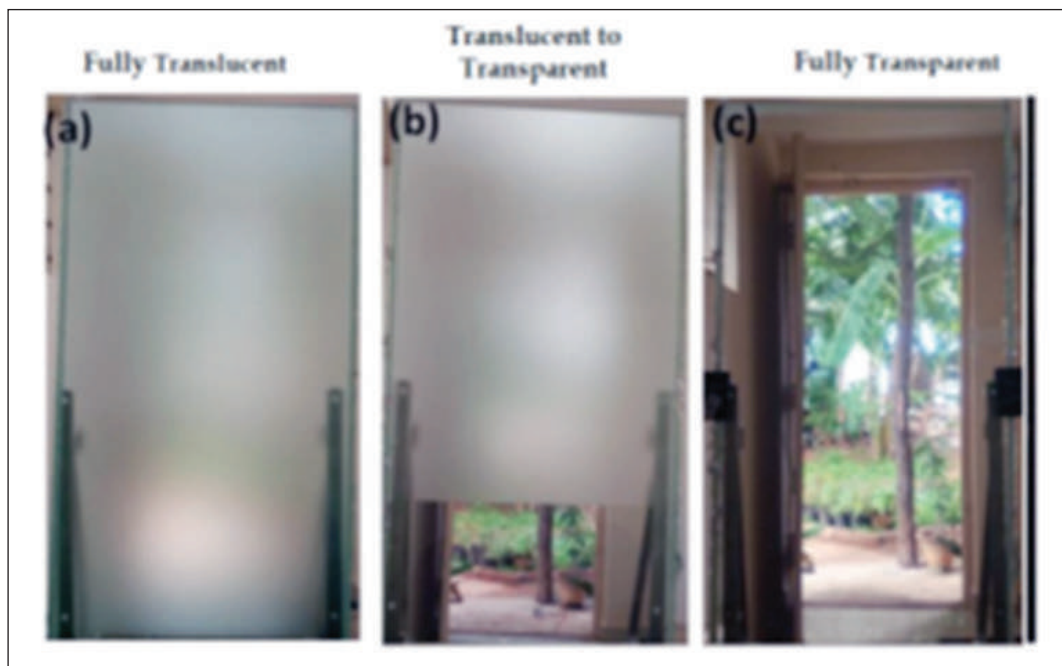 Fully Translucent
Translucent to
Transparent
Fully Transparent
(a)
(b)
(c)